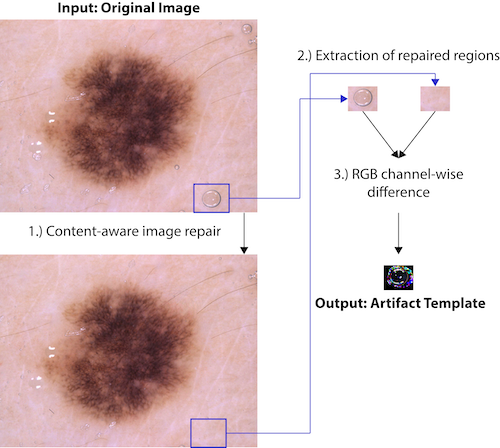 Input: Original Image
2.) Extraction of repaired regions
3.) RGB channel-wise
difference
1.) Content-aware image repair
Output: Artifact Template